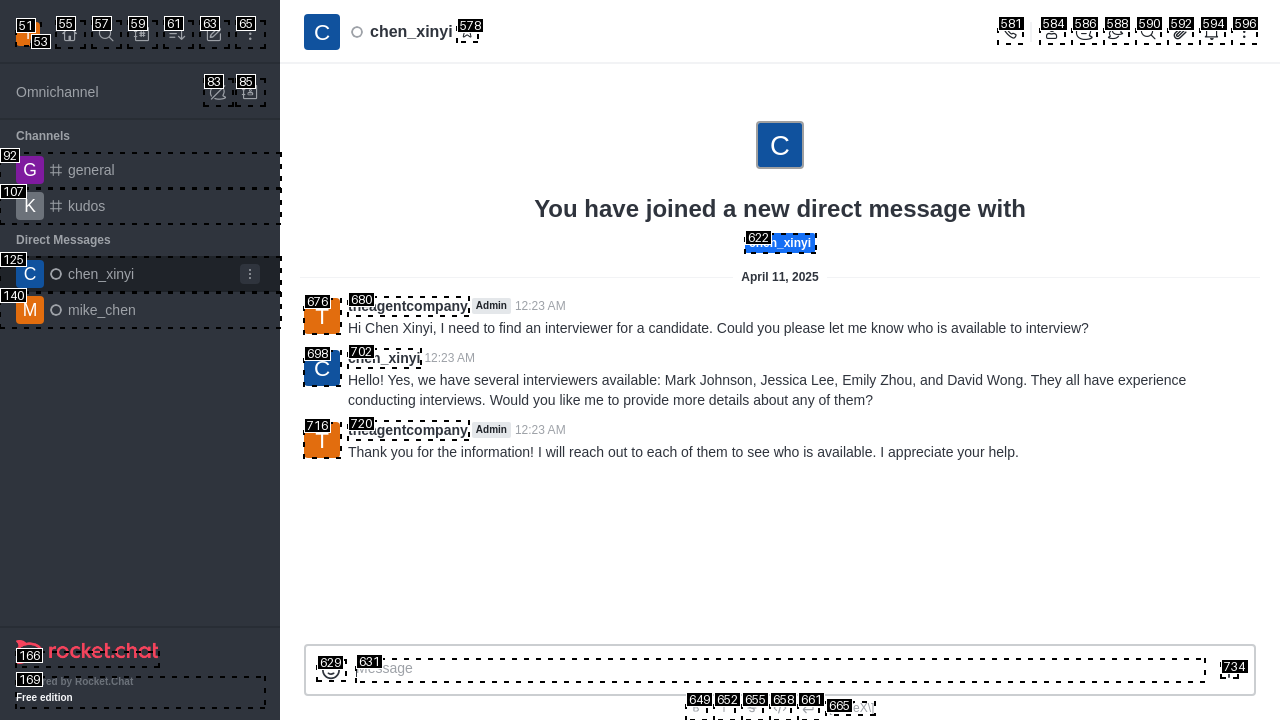 51
53
55
57
59
61
63
65
C
chen_xinyi
578
581
584
586
588
590
592
594
596
Omnichannel
83
85
Channels
92
G
general
107
K
kudos
Direct Messages
125
C
chen_xinyi
140
M
mike_chen
166
rocket.chat
169
by Rocket.Chat
Free edition
C
You have joined a new direct message with
622
chen_xinyi
April 11, 2025
676
T
680
theagentcompany Admin 12:23 AM
Hi Chen Xinyi, I need to find an interviewer for a candidate. Could you please let me know who is available to interview?
698
C
702
chen_xinyi 12:23 AM
Hello! Yes, we have several interviewers available: Mark Johnson, Jessica Lee, Emily Zhou, and David Wong. They all have experience
conducting interviews. Would you like me to provide more details about any of them?
716
T
720
theagentcompany Admin 12:23 AM
Thank you for the information! I will reach out to each of them to see who is available. I appreciate your help.
629
631
Message
734
649
652
655
658
661
665